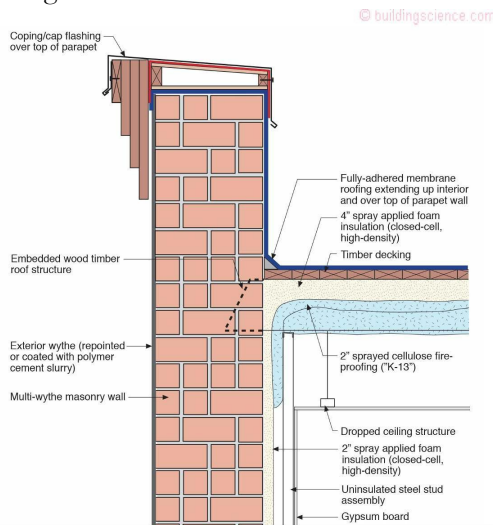 © buildingscience.com
Coping/cap flashing
over top of parapet
Fully-adhered membrane
roofing extending up interior
and over top of parapet wall
4" spray applied foam
insulation (closed-cell,
high-density)
Timber decking
Embedded wood timber
roof structure
Exterior wythe (repointed
or coated with polymer
cement slurry)
2" sprayed cellulose fire-
proofing ("K-13")
Multi-wythe masonry wall
Dropped ceiling structure
2" spray applied foam
insulation (closed-cell,
high-density)
Uninsulated steel stud
assembly
Gypsum board